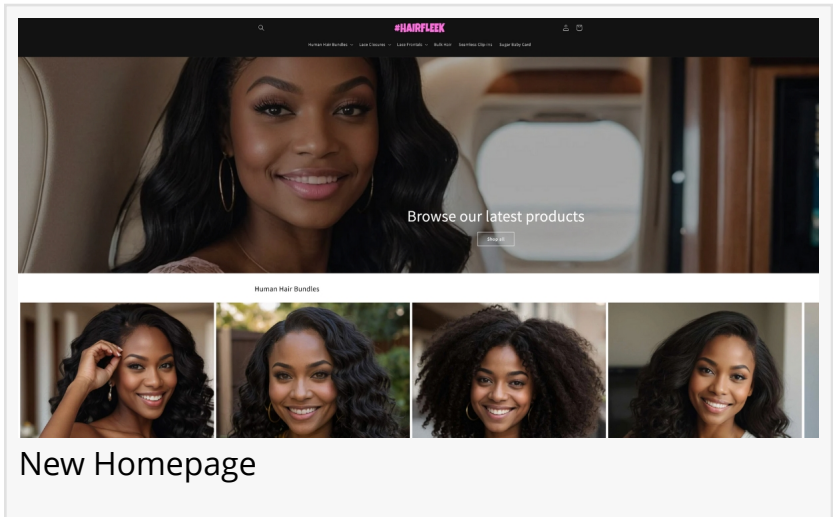 #HAIRFLEEK
Human Hair Bundles Lace Closures Lace Frontals Bulk Hair Seamless Clip-Ins Sugar Baby Card
Browse our latest products
Shop all
Human Hair Bundles
New Homepage